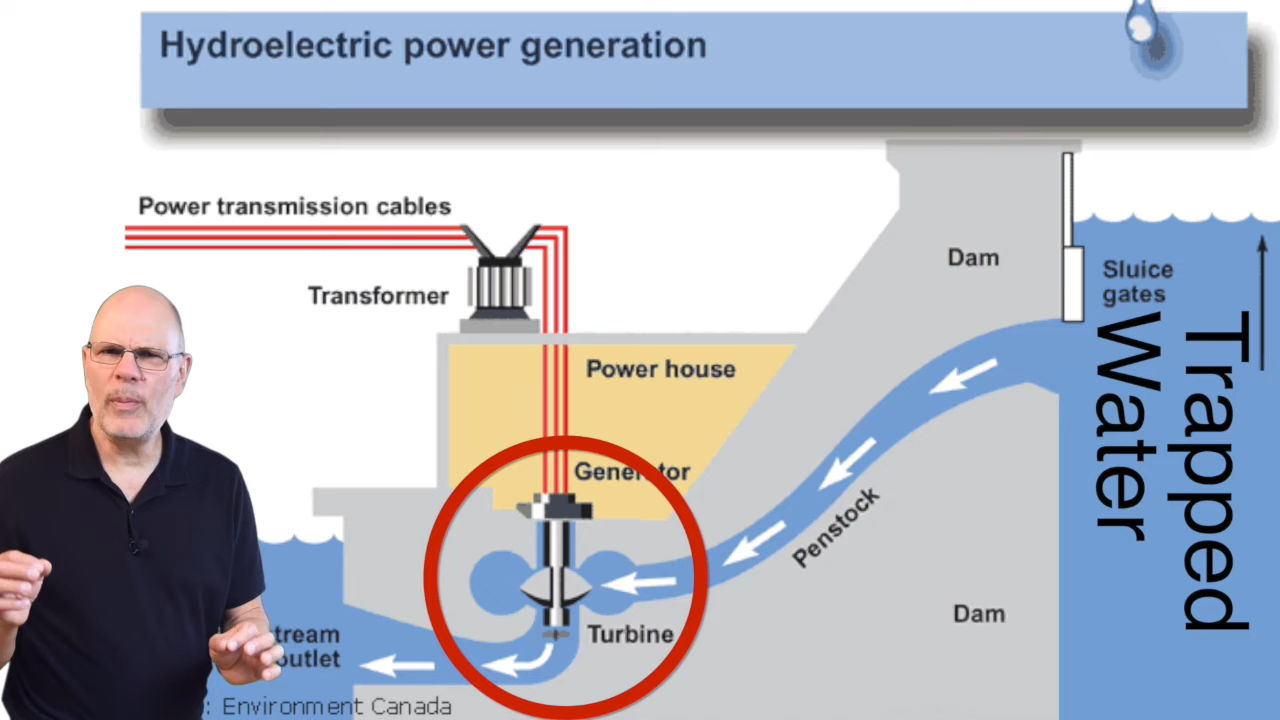 Hydroelectric power generation
Power transmission cables
Transformer
Dam
Sluice
gates
Trapped
Water
Power house
Generator
Penstock
Turbine
Dam
tream
outlet
: Environment Canada